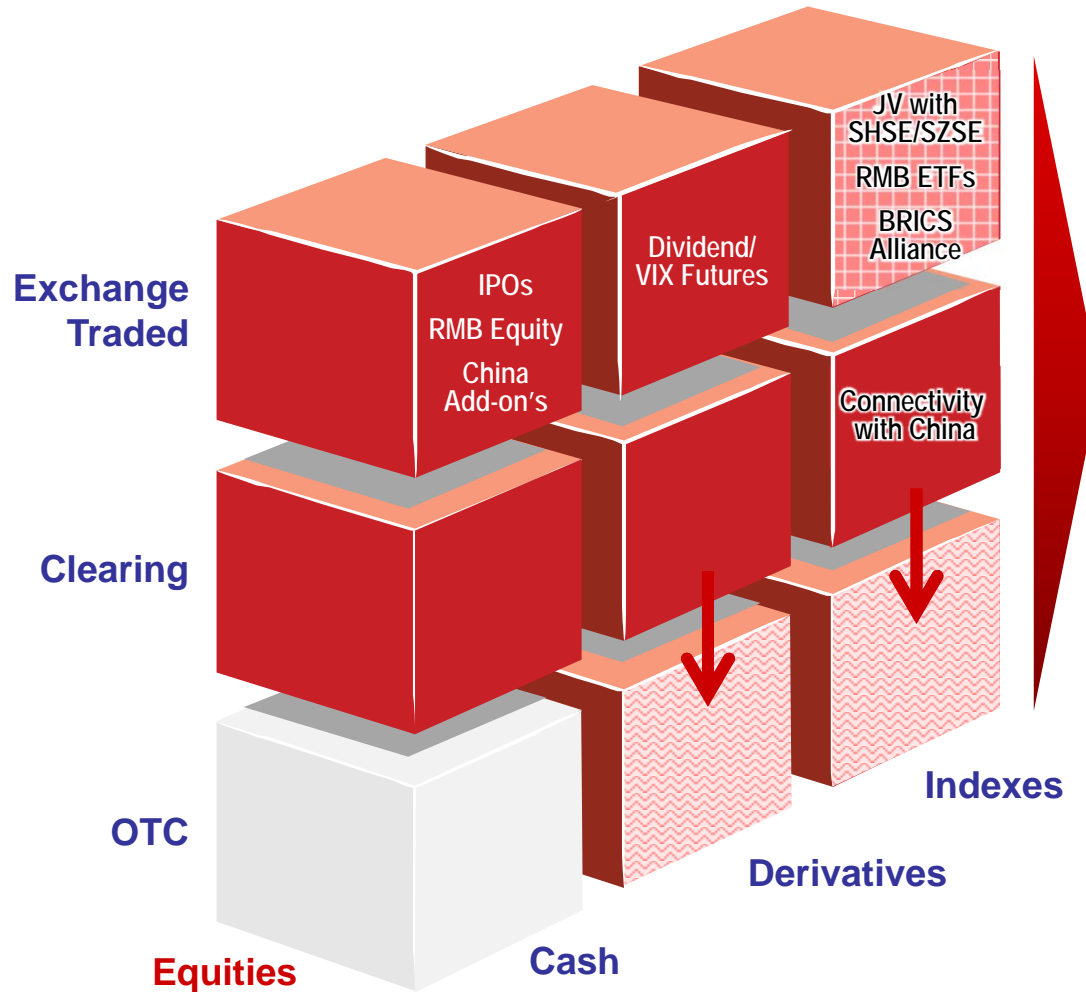 JV with
SHSE/SZSE
RMB ETFs
BRICS
Alliance
Dividend/
VIX Futures
IPOs
RMB Equity
China
Add-on's
Exchange
Traded
Connectivity
with China
Clearing
OTC
Indexes
Derivatives
Cash
Equities